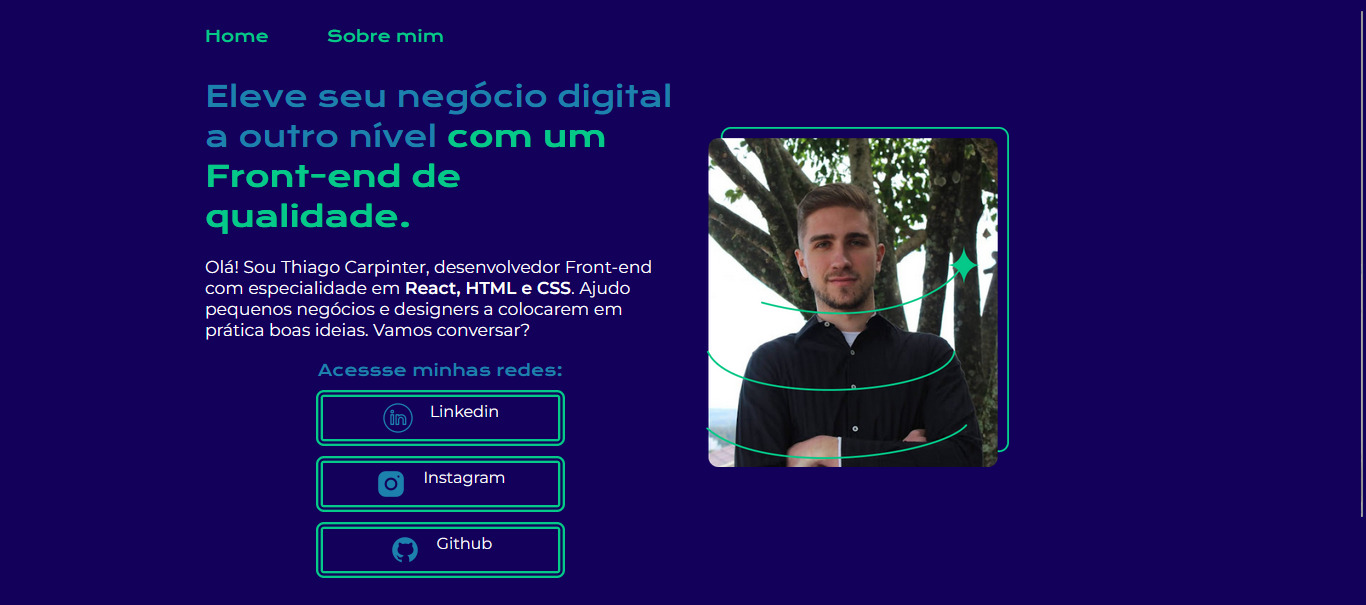 Home Sobre mim
Eleve seu negócio digital
a outro nível com um
Front-end de
qualidade.
Olá! Sou Thiago Carpinter, desenvolvedor Front-end
com especialidade em React, HTML e CSS. Ajudo
pequenos negócios e designers a colocarem em
prática boas ideias. Vamos conversar?
Acessse minhas redes:
in Linkedin
Instagram
Github